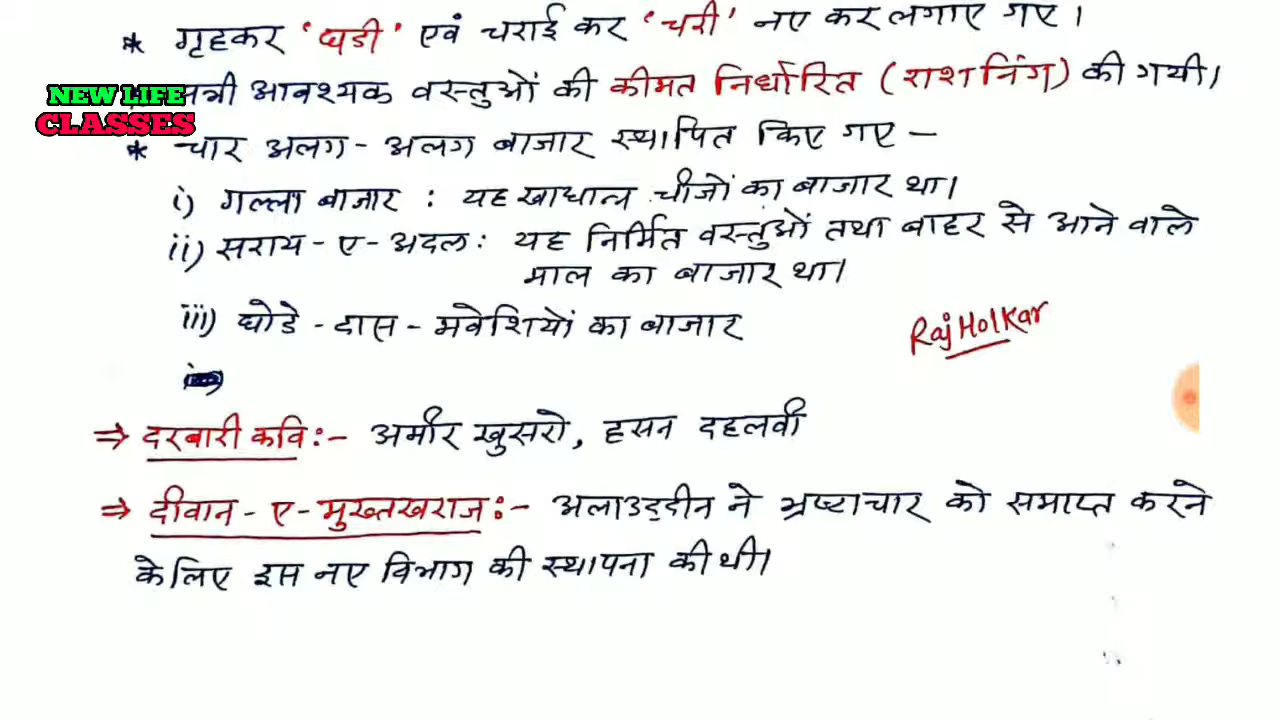 * गृहकर 'घडी' एवं चराई कर 'चरी' नए कर लगाए गए।
आवश्यक वस्तुओं की कीमत निर्धारित (राशनिंग) की गयी।
NEW LIFE
CLASSES
* चार अलग-अलग बाजार स्थापित किए गए -
i) गल्ला बाजार : यह खाद्यान्न चीजों का बाजार था।
ii) सराय-ए-अदल: यह निर्मित वस्तुओं तथा बाहर से आने वाले
माल का बाजार था।
iii) घोडे-दास-मवेशियों का बाजार
Raj Holkar
⇒ दरबारी कवि:- अमीर खुसरो, हसन दहलवी
⇒ दीवान-ए-मुख्तखराज:- अलाउद्दीन ने भ्रष्टाचार को समाप्त करने
के लिए इस नए विभाग की स्थापना की थी।